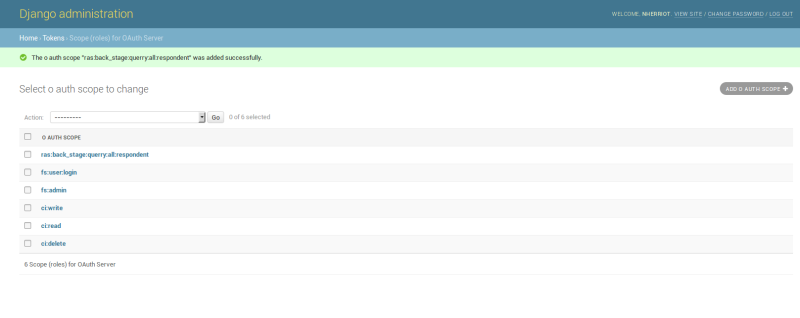 Django administration
WELCOME, NHERRIOT. VIEW SITE / CHANGE PASSWORD / LOG OUT
Home › Tokens › Scope (roles) for OAuth Server
The o auth scope "ras:back_stage:querry:all:respondent" was added successfully.
Select o auth scope to change
ADD O AUTH SCOPE +
Action: --------- Go 0 of 6 selected
O AUTH SCOPE
ras:back_stage:querry:all:respondent
fs:user:login
fs:admin
ci:write
ci:read
ci:delete
6 Scope (roles) for OAuth Server